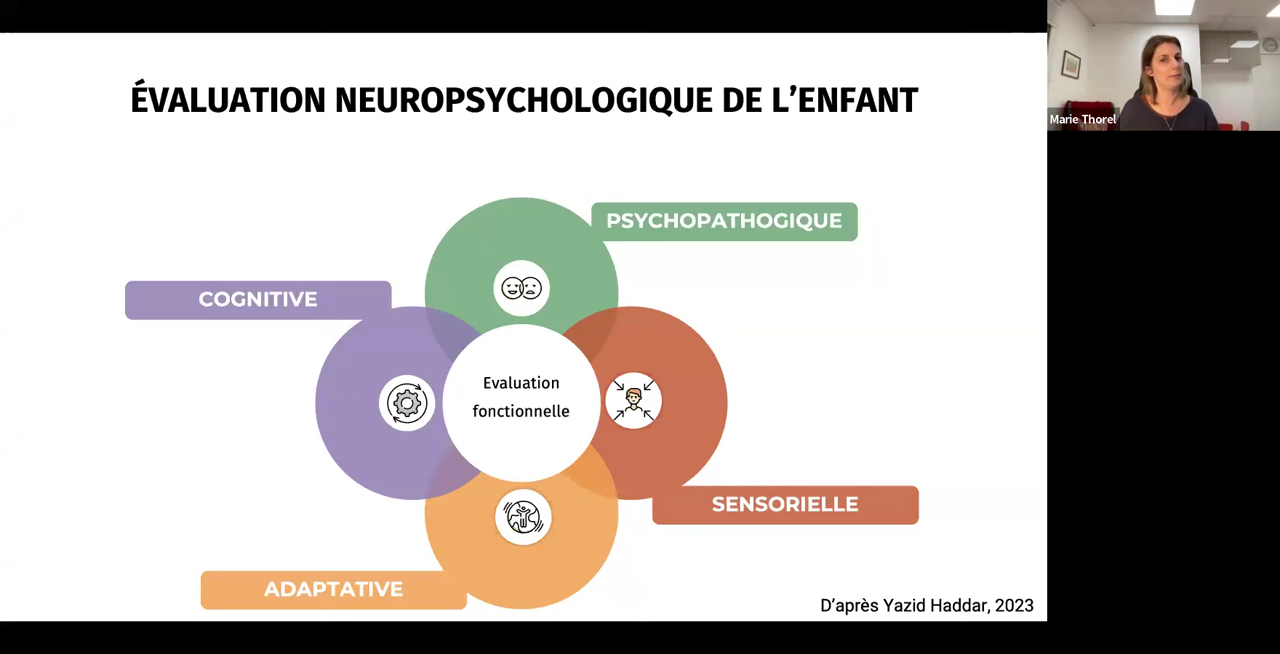 ÉVALUATION NEUROPSYCHOLOGIQUE DE L’ENFANT
Marie Thorel
PSYCHOPATHOGIQUE
COGNITIVE
Evaluation
fonctionnelle
SENSORIELLE
ADAPTATIVE
D’après Yazid Haddar, 2023